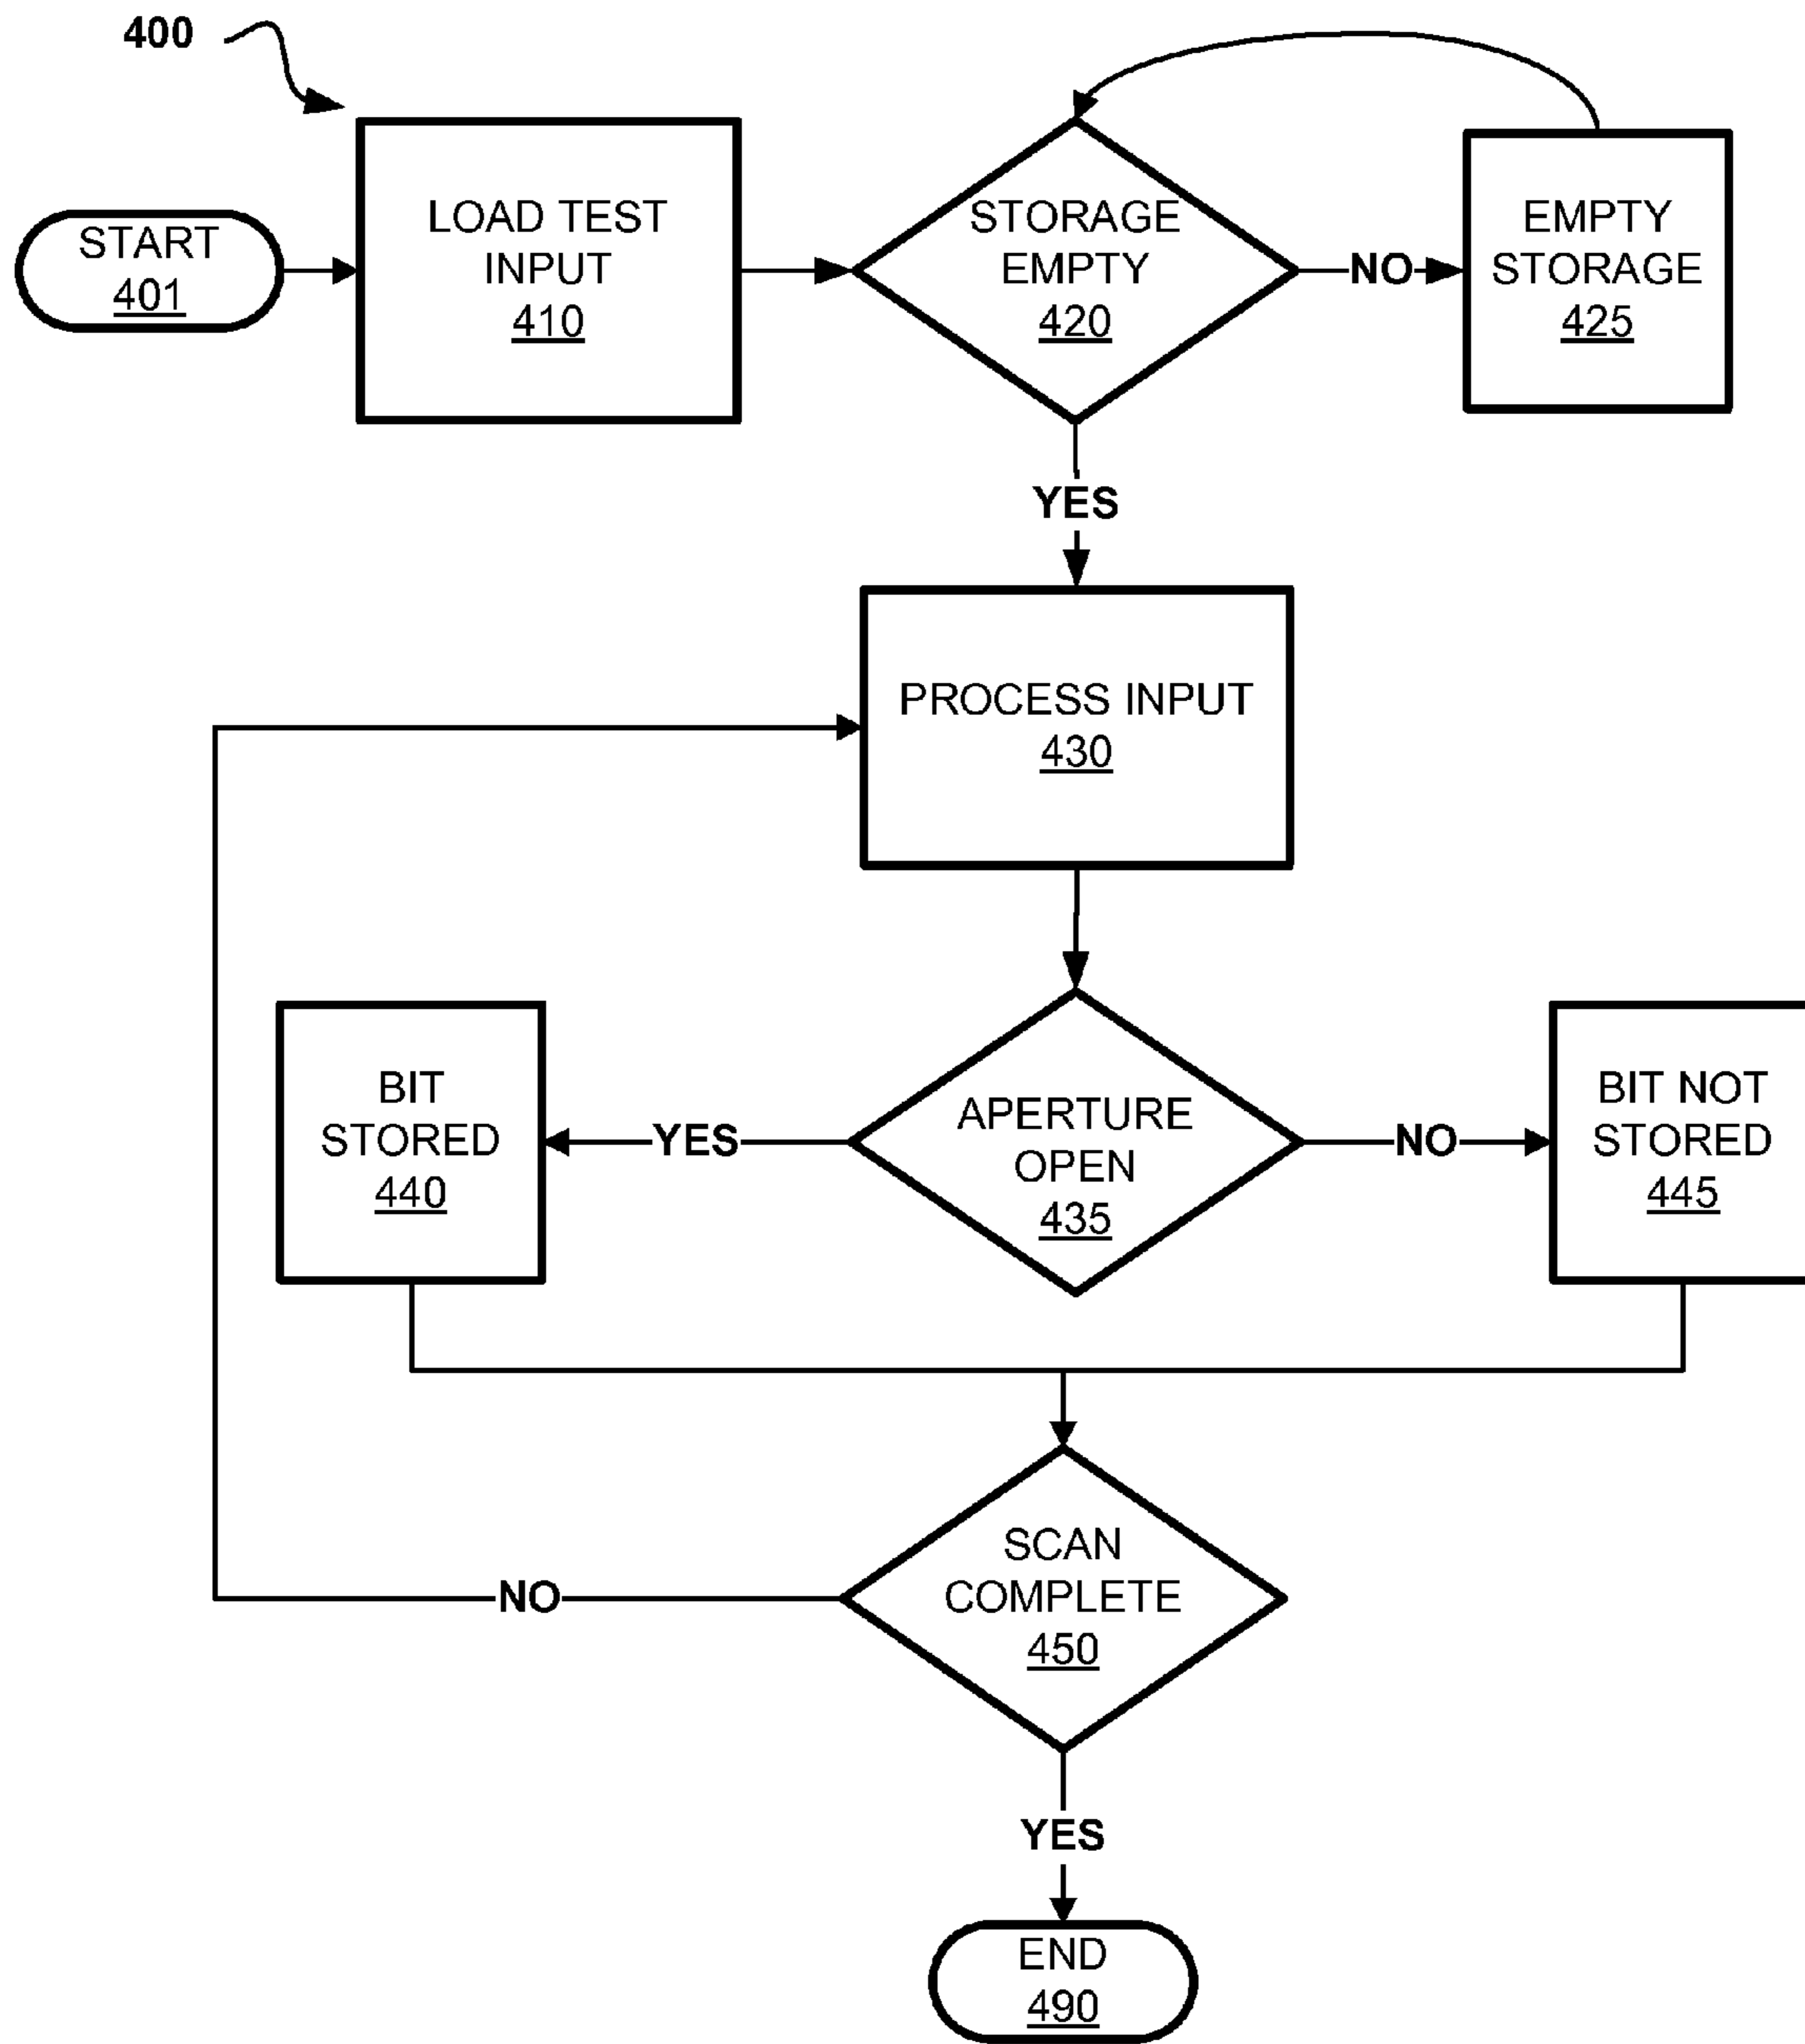 400
START
401
LOAD TEST
INPUT
410
STORAGE
EMPTY
420
NO
EMPTY
STORAGE
425
YES
PROCESS INPUT
430
BIT
STORED
440
YES
APERTURE
OPEN
435
NO
BIT NOT
STORED
445
SCAN
COMPLETE
450
NO
YES
END
490